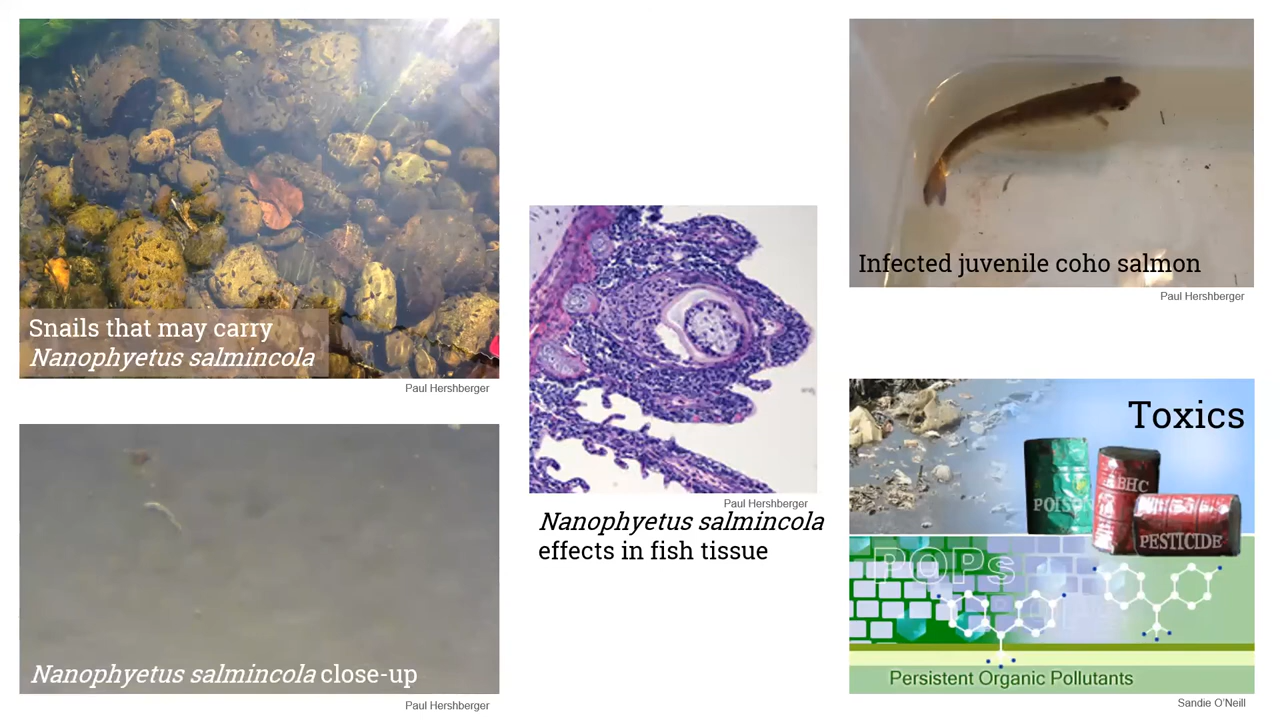 Snails that may carry
Nanophyetus salmincola
Paul Hershberger
Nanophyetus salmincola close-up
Paul Hershberger
Paul Hershberger
Nanophyetus salmincola
effects in fish tissue
Infected juvenile coho salmon
Paul Hershberger
Toxics
POISON
BHC
PESTICIDE
POPs
Persistent Organic Pollutants
Sandie O'Neill